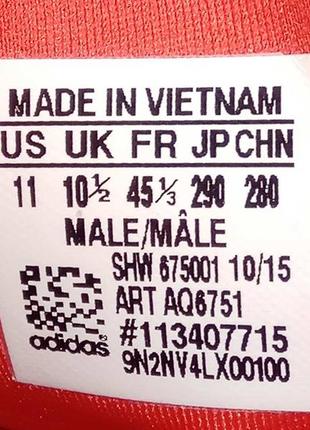 MADE IN VIETNAM
US UK FR JP CHN
11 10½ 45⅓ 290 280
MALE/MÂLE
SHW 675001 10/15
ART AQ6751
#113407715
adidas®
9N2NV4LX00100